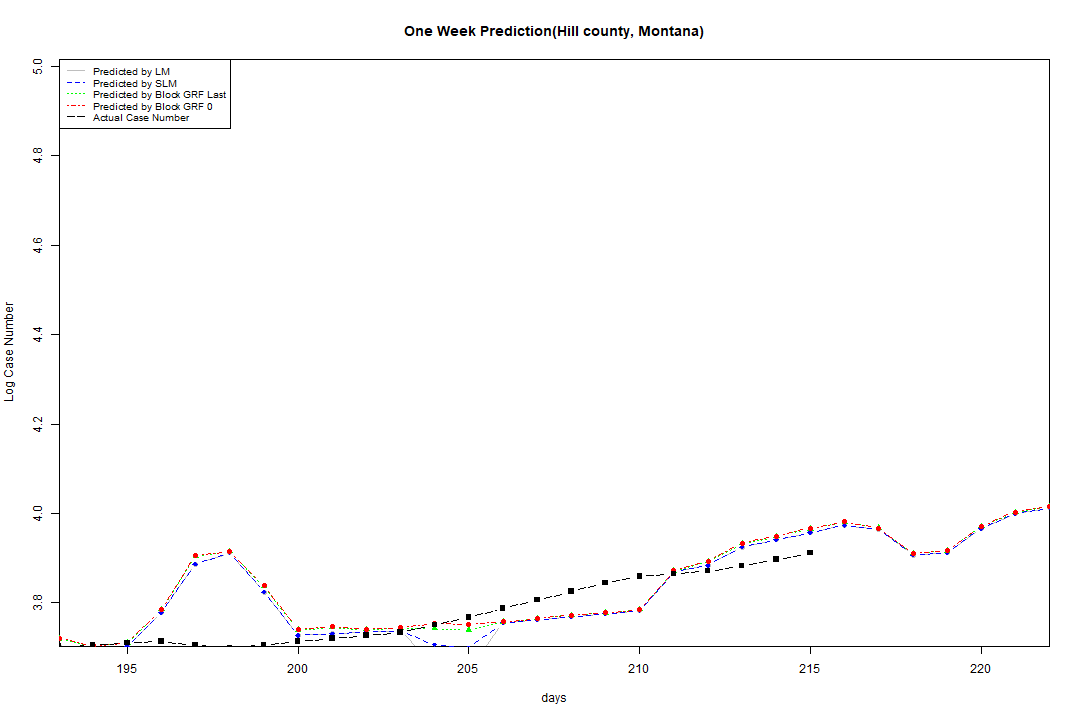 One Week Prediction(Hill county, Montana)
Predicted by LM
Predicted by SLM
Predicted by Block GRF Last
Predicted by Block GRF 0
Actual Case Number
5.0
4.8
4.6
4.4
4.2
4.0
3.8
Log Case Number
195 200 205 210 215 220
days